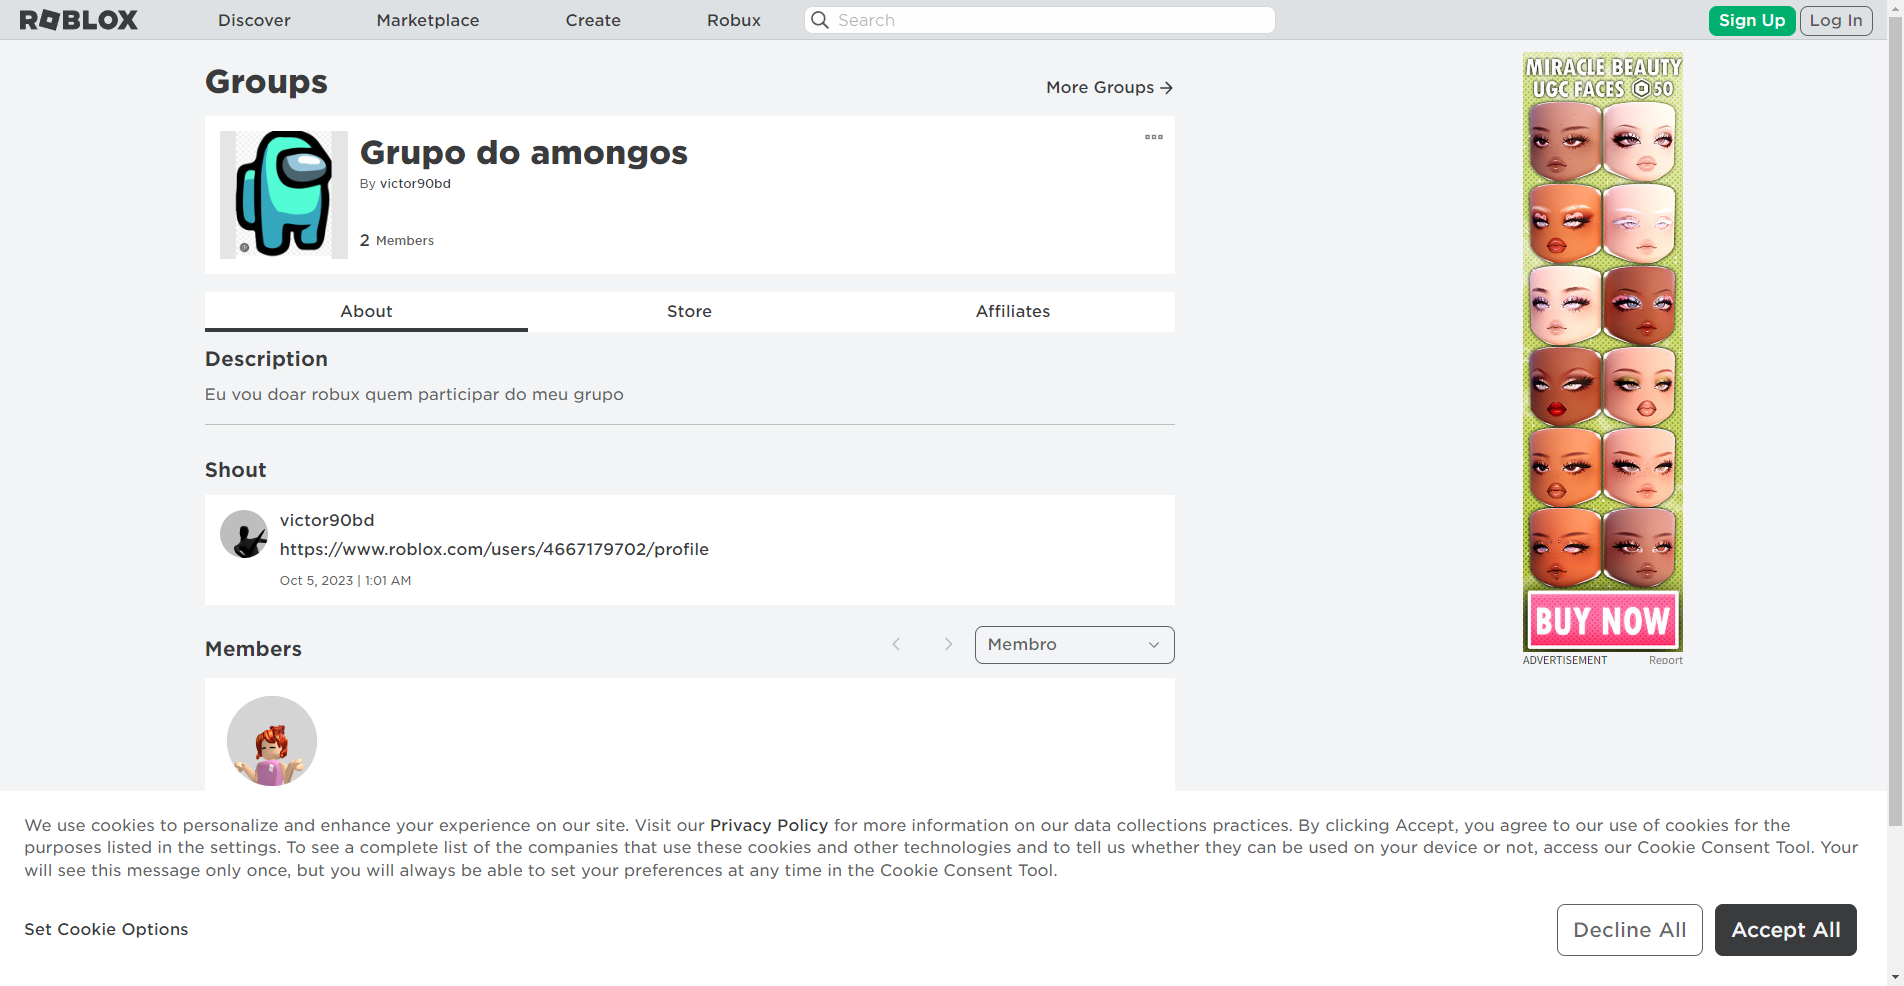 ROBLOX
Discover
Marketplace
Create
Robux
Search
Sign Up
Log In
Groups
More Groups
Grupo do amongos
By victor90bd
2 Members
About
Store
Affiliates
Description
Eu vou doar robux quem participar do meu grupo
Shout
victor90bd
https://www.roblox.com/users/4667179702/profile
Oct 5, 2023 | 1:01 AM
Members
Membro
MIRACLE BEAUTY
UGC FACES 50
BUY NOW
ADVERTISEMENT
Report
We use cookies to personalize and enhance your experience on our site. Visit our Privacy Policy for more information on our data collections practices. By clicking Accept, you agree to our use of cookies for the
purposes listed in the settings. To see a complete list of the companies that use these cookies and other technologies and to tell us whether they can be used on your device or not, access our Cookie Consent Tool. Your
will see this message only once, but you will always be able to set your preferences at any time in the Cookie Consent Tool.
Set Cookie Options
Decline All
Accept All